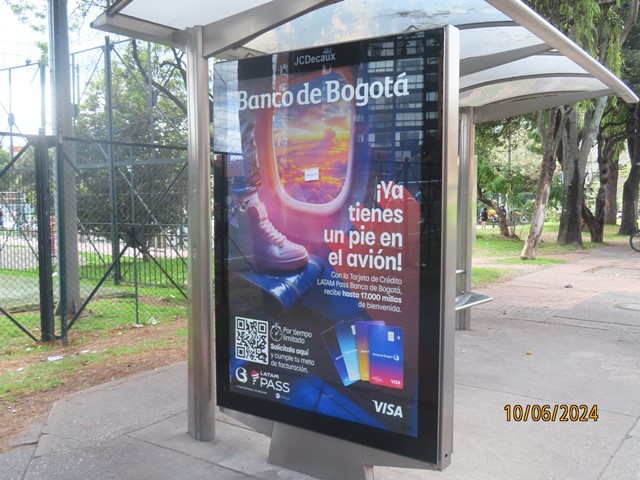 JCDecaux
Banco de Bogotá
¡Ya
tienes
un pie en
el avión!
Con la Tarjeta de Crédito
LATAM Pass Banco de Bogotá,
recibe hasta 17.000 millas
de bienvenida.
Por tiempo
limitado
Solicítala aquí
y cumple tu meta
de facturación.
LATAM
PASS
VISA
10/06/2024